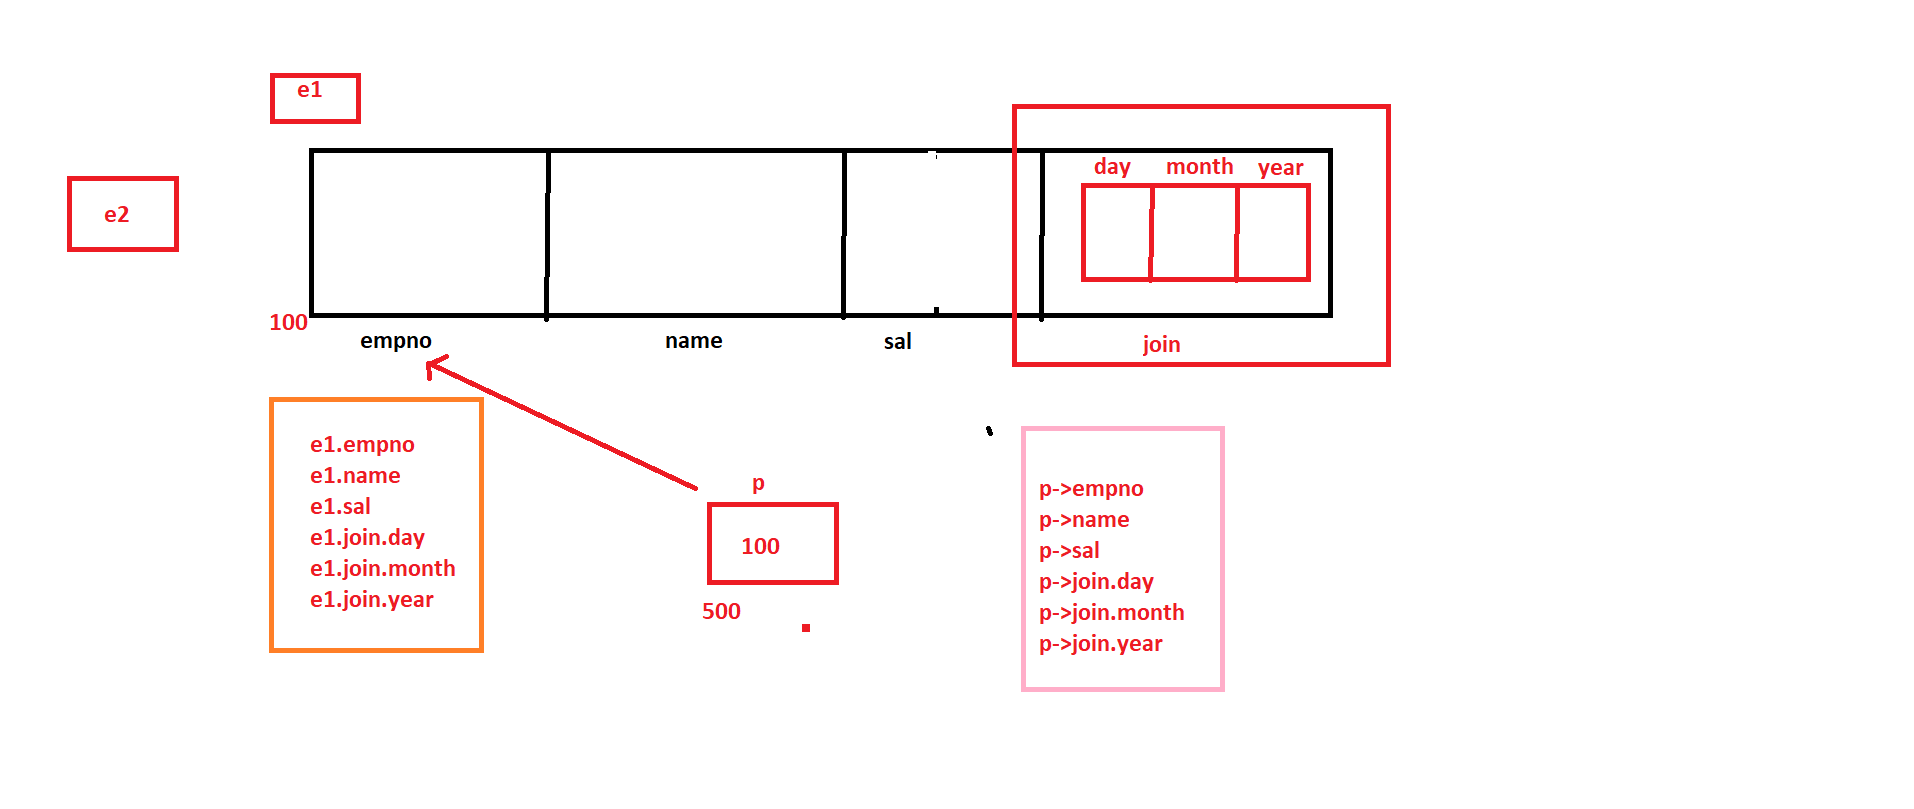 e1
day month year
e2
100
empno name sal join
e1.empno
e1.name
e1.sal
e1.join.day
e1.join.month
e1.join.year
p
100
500
p->empno
p->name
p->sal
p->join.day
p->join.month
p->join.year